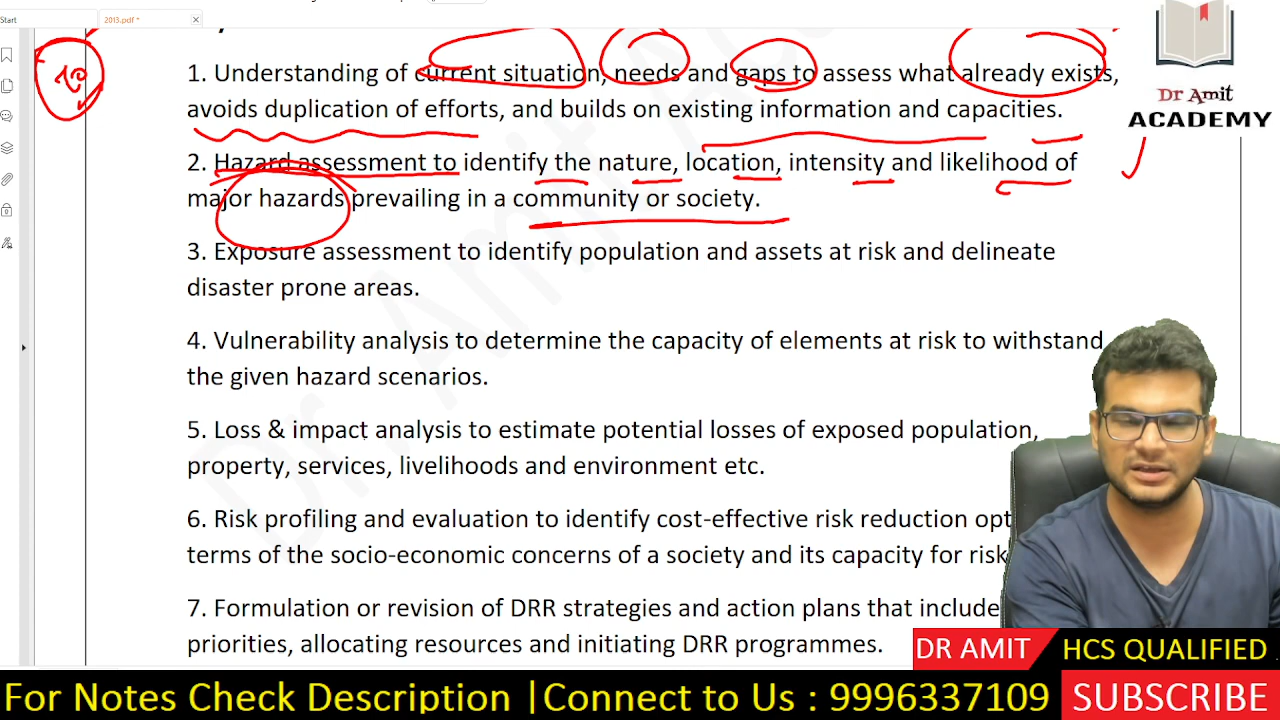 Start
2013.pdf *
1. Understanding of current situation, needs and gaps to assess what already exists,
avoids duplication of efforts, and builds on existing information and capacities.
2. Hazard assessment to identify the nature, location, intensity and likelihood of
major hazards prevailing in a community or society.
3. Exposure assessment to identify population and assets at risk and delineate
disaster prone areas.
4. Vulnerability analysis to determine the capacity of elements at risk to withstand
the given hazard scenarios.
5. Loss & impact analysis to estimate potential losses of exposed population,
property, services, livelihoods and environment etc.
6. Risk profiling and evaluation to identify cost-effective risk reduction opt
terms of the socio-economic concerns of a society and its capacity for risk
7. Formulation or revision of DRR strategies and action plans that include
priorities, allocating resources and initiating DRR programmes.
Dr Amit
ACADEMY
DR AMIT HCS QUALIFIED
For Notes Check Description | Connect to Us : 9996337109 SUBSCRIBE